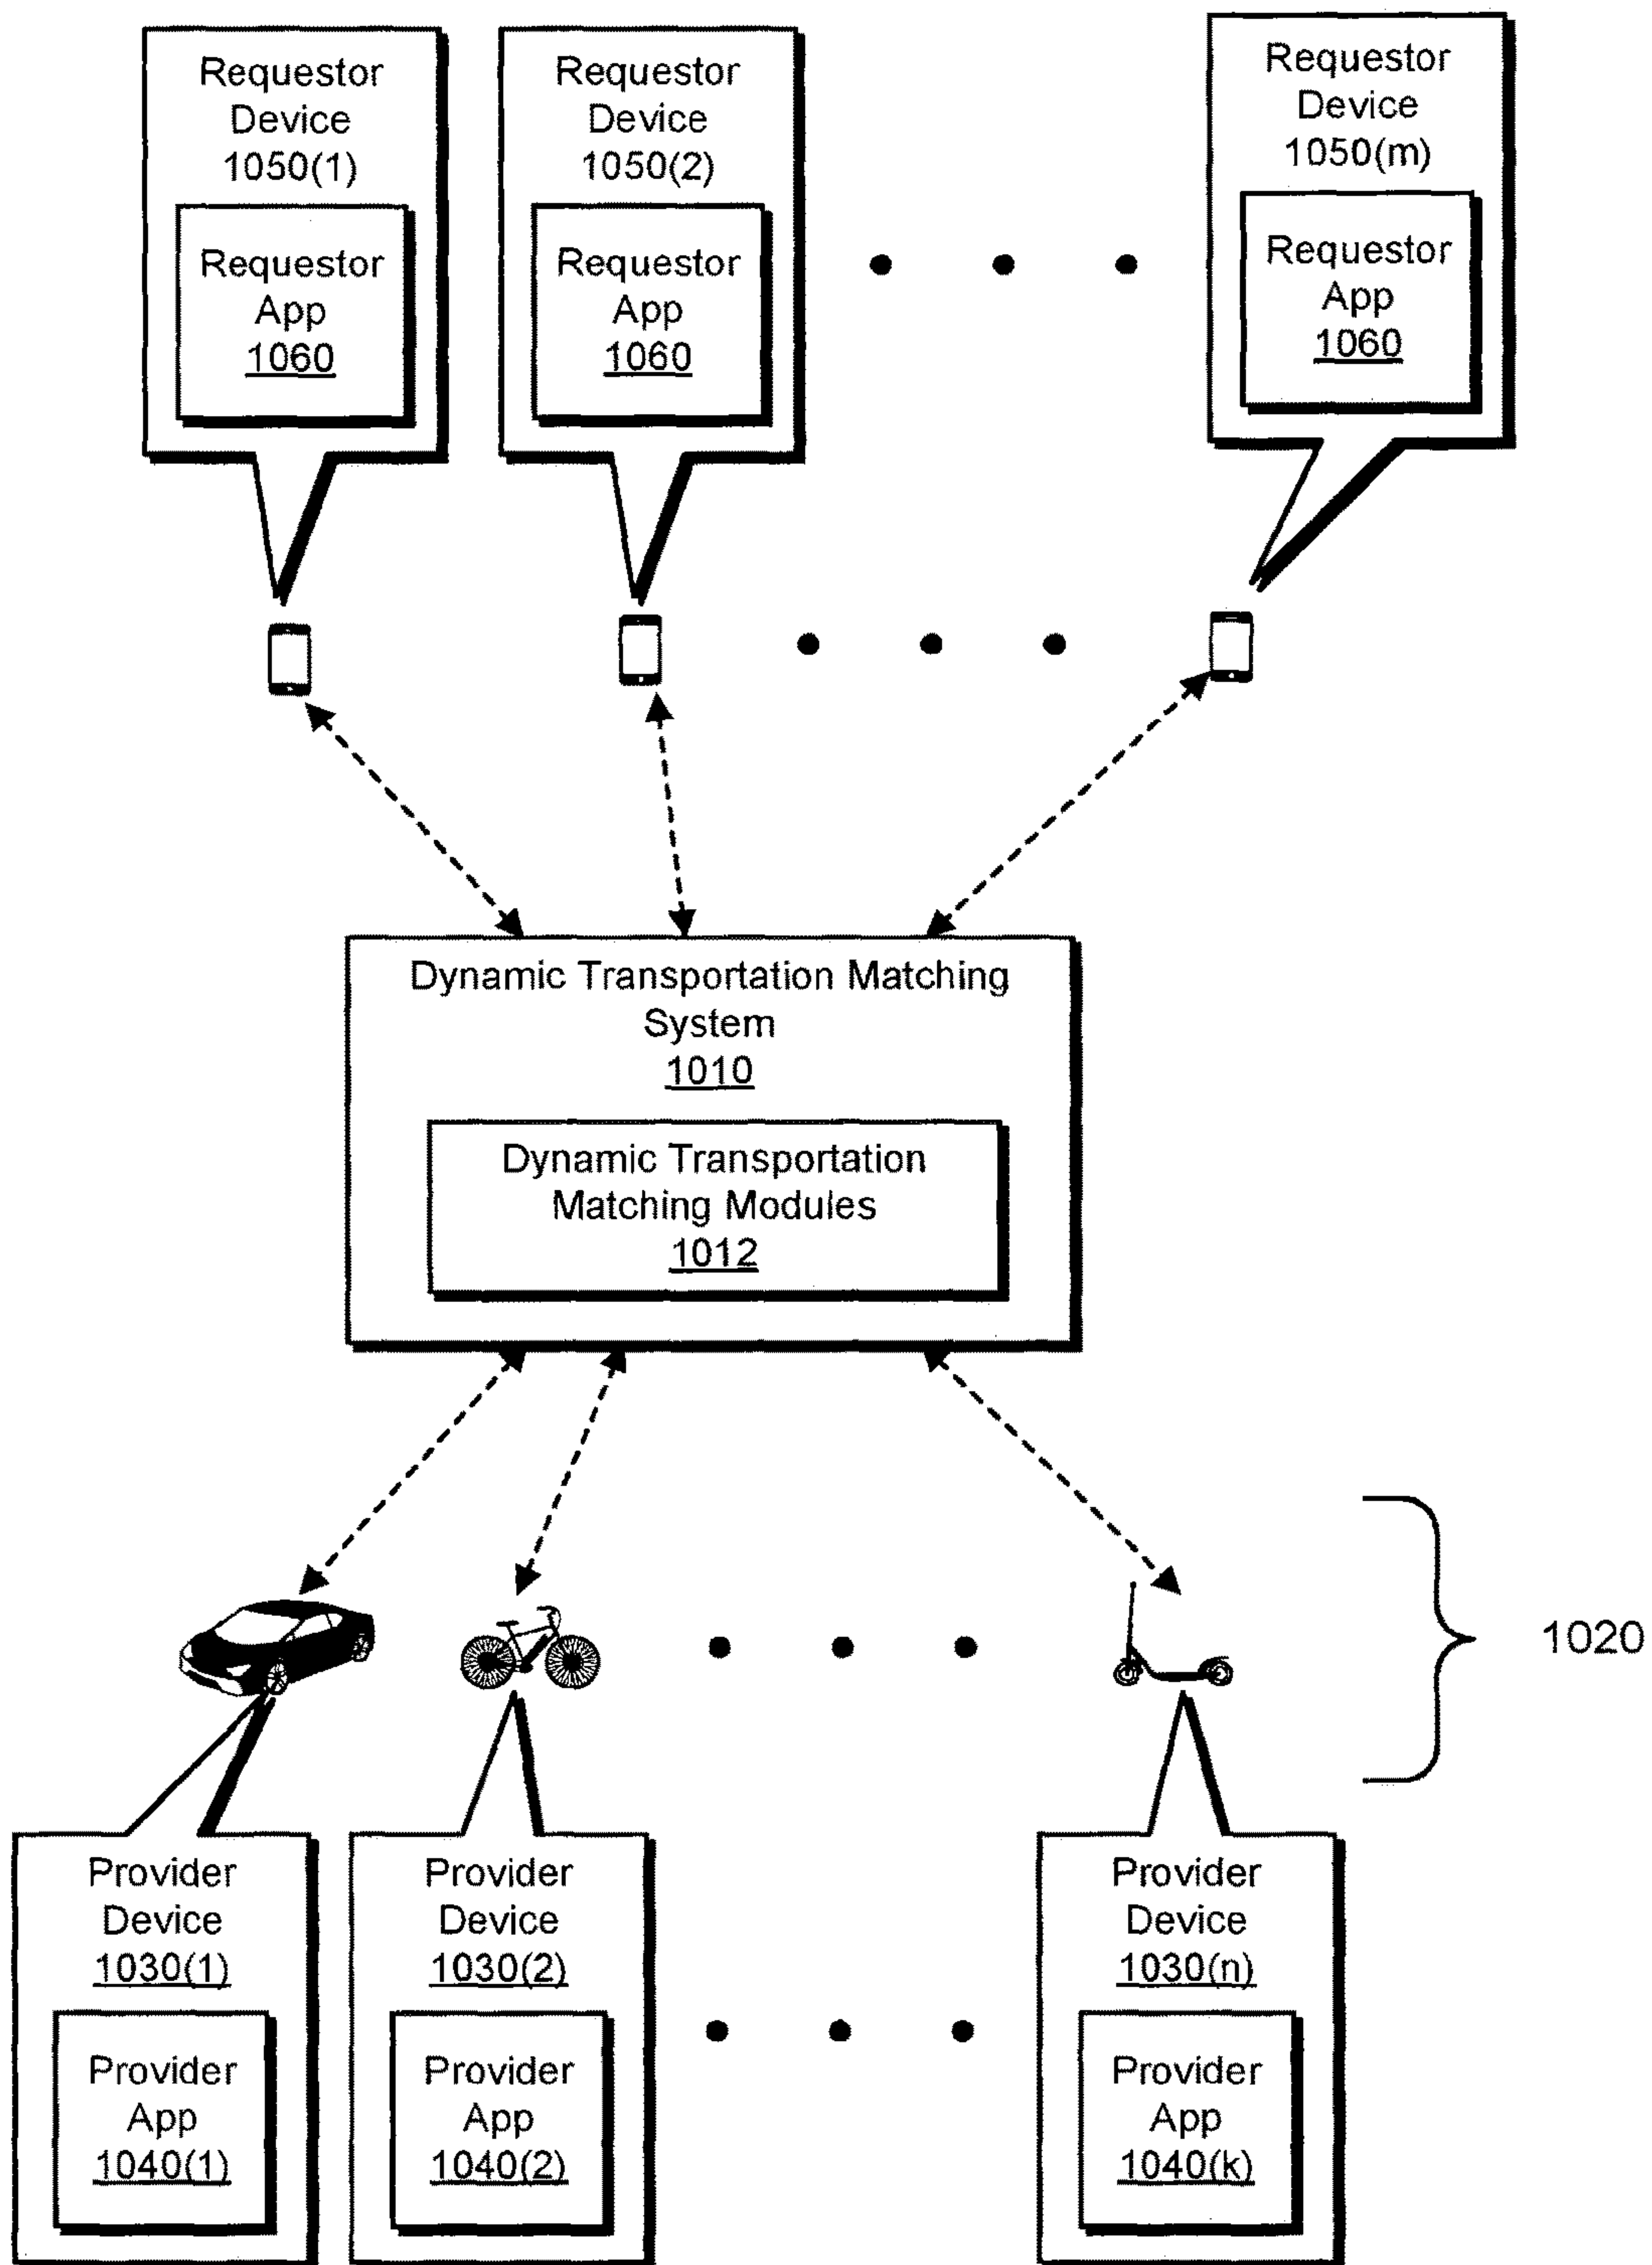 Requestor
Device
1050(1)
Requestor
App
1060
Requestor
Device
1050(2)
Requestor
App
1060
Requestor
Device
1050(m)
Requestor
App
1060
Dynamic Transportation Matching
System
1010
Dynamic Transportation
Matching Modules
1012
1020
Provider
Device
1030(1)
Provider
App
1040(1)
Provider
Device
1030(2)
Provider
App
1040(2)
Provider
Device
1030(n)
Provider
App
1040(k)